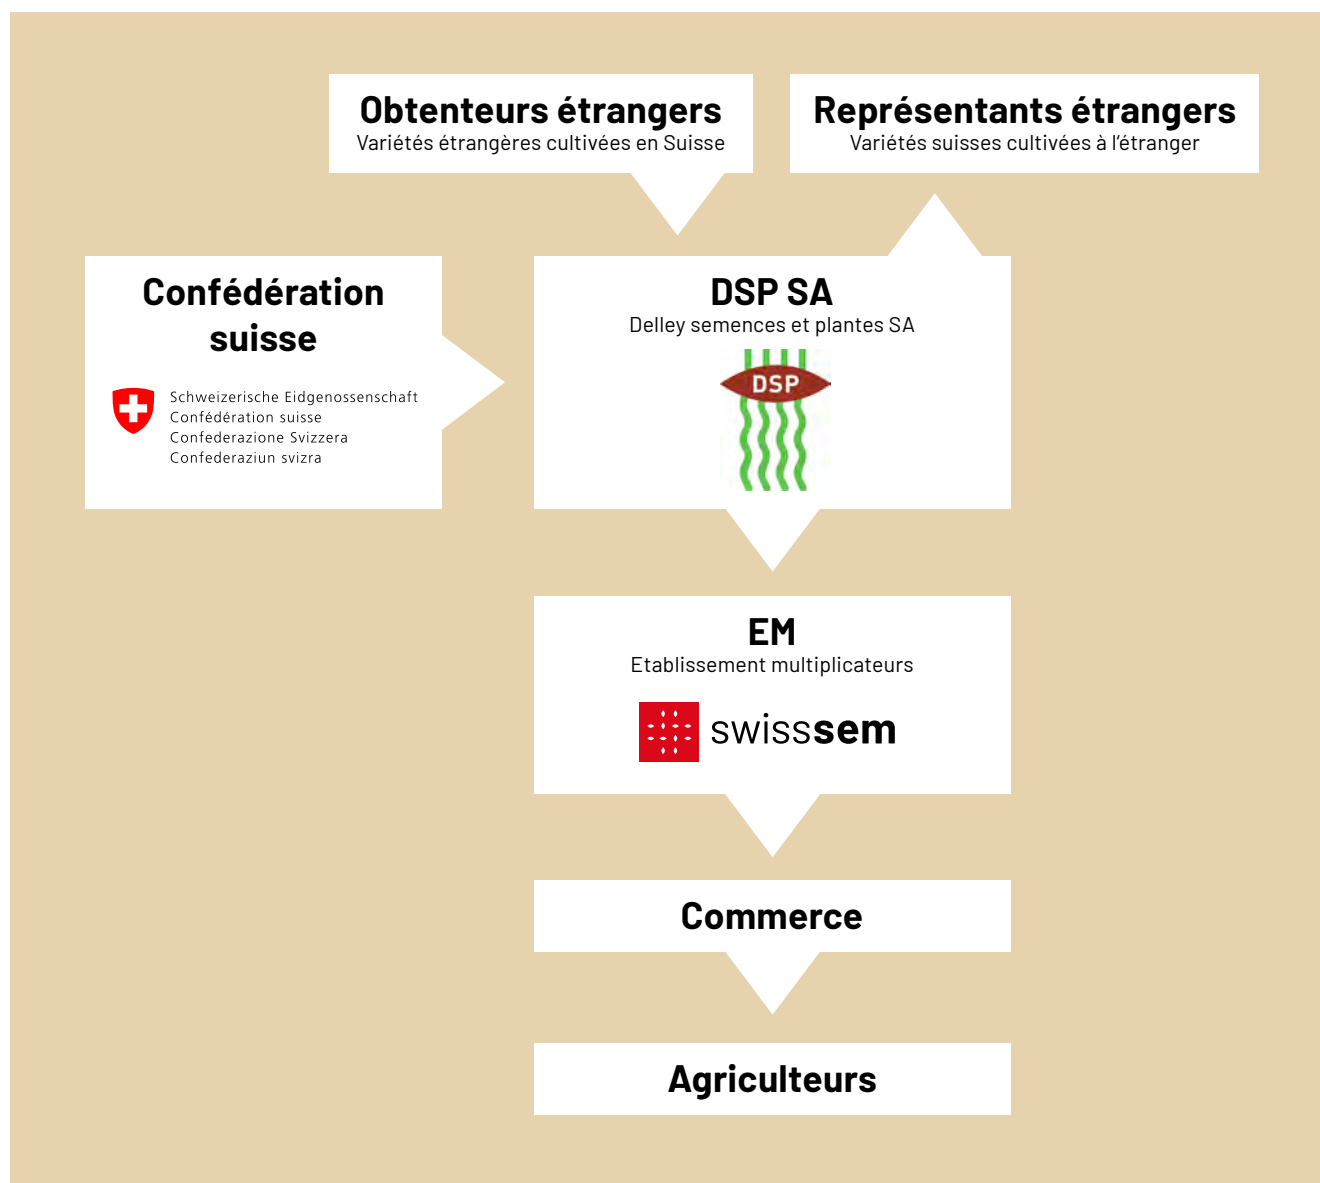 Obtenteurs étrangers
Variétés étrangères cultivées en Suisse
Représentants étrangers
Variétés suisses cultivées à l'étranger
Confédération
suisse
Schweizerische Eidgenossenschaft
Confédération suisse
Confederazione Svizzera
Confederaziun svizra
DSP SA
Delley semences et plantes SA
DSP
EM
Etablissement multiplicateurs
swisssem
Commerce
Agriculteurs